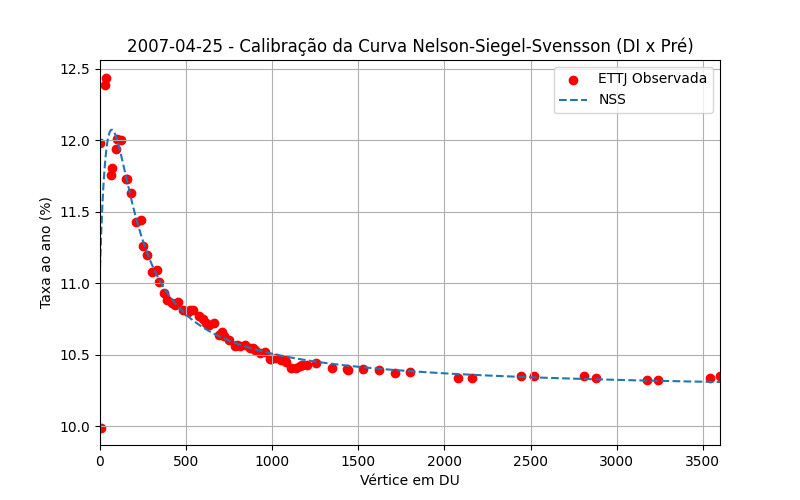 2007-04-25 - Calibração da Curva Nelson-Siegel-Svensson (DI x Pré)
ETTJ Observada
NSS
Taxa ao ano (%)
12.5
12.0
11.5
11.0
10.5
10.0
0 500 1000 1500 2000 2500 3000 3500
Vértice em DU